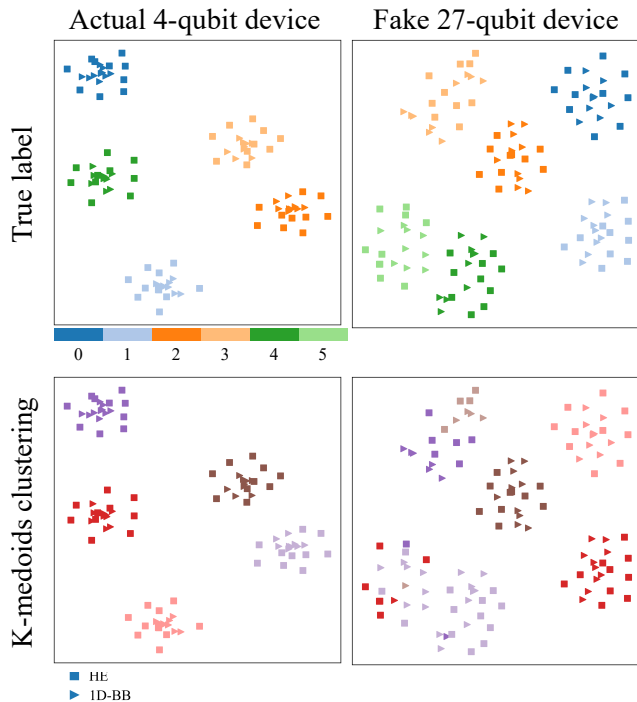 Actual 4-qubit device Fake 27-qubit device
True label
0 1 2 3 4 5
K-medoids clustering
HE
1D-BB